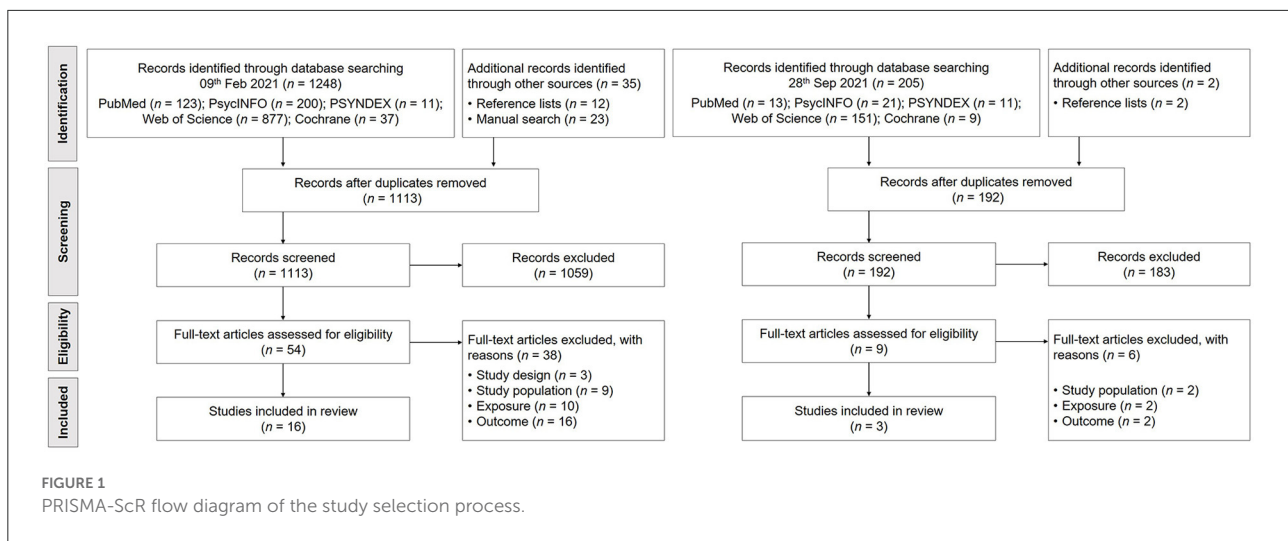 Identification
Records identified through database searching
09th Feb 2021 (n = 1248)
PubMed (n = 123); PsycINFO (n = 200); PSYNDEX (n = 11);
Web of Science (n = 877); Cochrane (n = 37)
Additional records identified
through other sources (n = 35)
• Reference lists (n = 12)
• Manual search (n = 23)
Records identified through database searching
28th Sep 2021 (n = 205)
PubMed (n = 13); PsycINFO (n = 21); PSYNDEX (n = 11);
Web of Science (n = 151); Cochrane (n = 9)
Additional records identified
through other sources (n = 2)
• Reference lists (n = 2)
Screening
Records after duplicates removed
(n = 1113)
Records after duplicates removed
(n = 192)
Records screened
(n = 1113)
Records excluded
(n = 1059)
Records screened
(n = 192)
Records excluded
(n = 183)
Eligibility
Full-text articles assessed for eligibility
(n = 54)
Full-text articles excluded, with
reasons (n = 38)
• Study design (n = 3)
• Study population (n = 9)
• Exposure (n = 10)
• Outcome (n = 16)
Full-text articles assessed for eligibility
(n = 9)
Full-text articles excluded, with
reasons (n = 6)
• Study population (n = 2)
• Exposure (n = 2)
• Outcome (n = 2)
Included
Studies included in review
(n = 16)
Studies included in review
(n = 3)
FIGURE 1
PRISMA-ScR flow diagram of the study selection process.